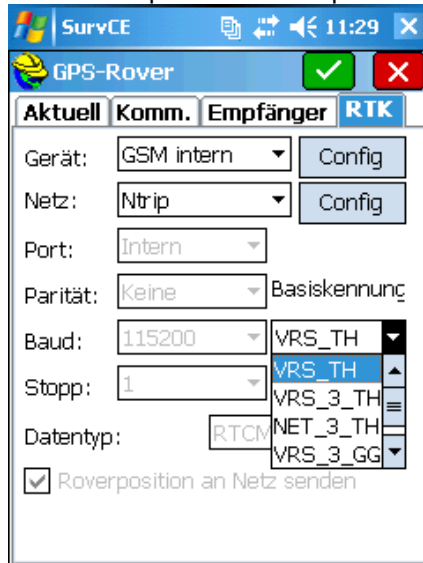 SurvCE 11:29
GPS-Rover
Aktuell Komm. Empfänger RTK
Gerät: GSM intern Config
Netz: Ntrip Config
Port: Intern
Parität: Keine Basiskennung
Baud: 115200 VRS_TH
VRS_TH
Stopp: 1 VRS_3_TH
NET_3_TH
Datentyp: RTCM
VRS_3_GG
Roverposition an Netz senden